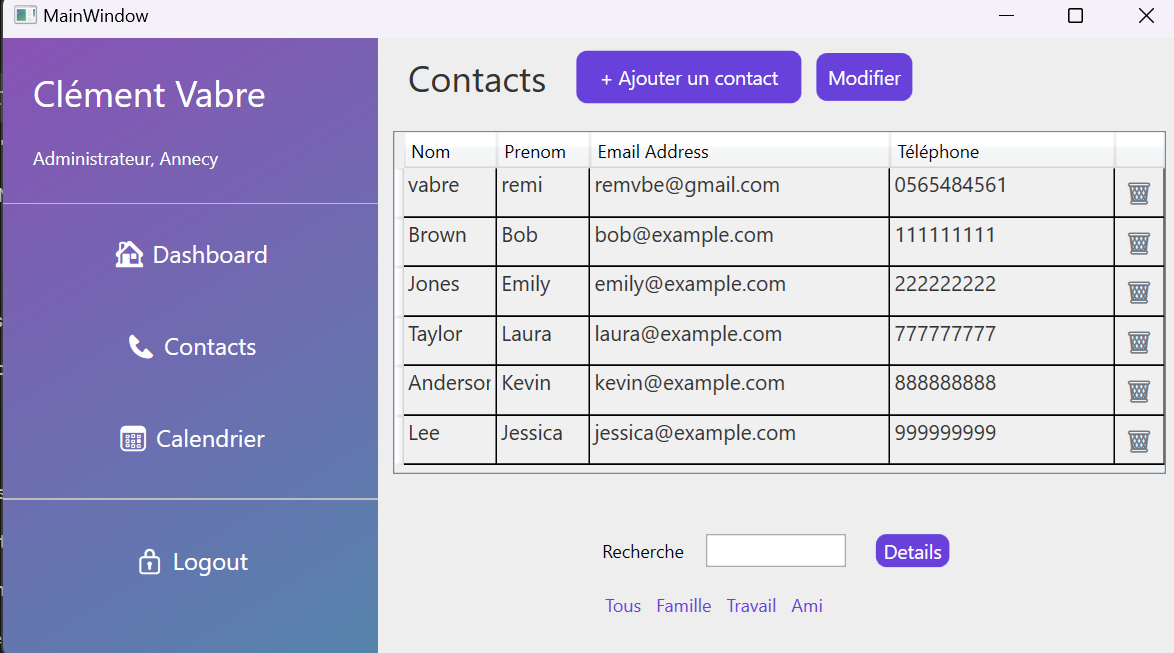 MainWindow
Clément Vabre
Administrateur, Annecy
Dashboard
Contacts
Calendrier
Logout
Contacts + Ajouter un contact Modifier
Nom Prenom Email Address Téléphone
vabre remi remvbe@gmail.com 0565484561
Brown Bob bob@example.com 111111111
Jones Emily emily@example.com 222222222
Taylor Laura laura@example.com 777777777
Anderson Kevin kevin@example.com 888888888
Lee Jessica jessica@example.com 999999999
Recherche Details
Tous Famille Travail Ami